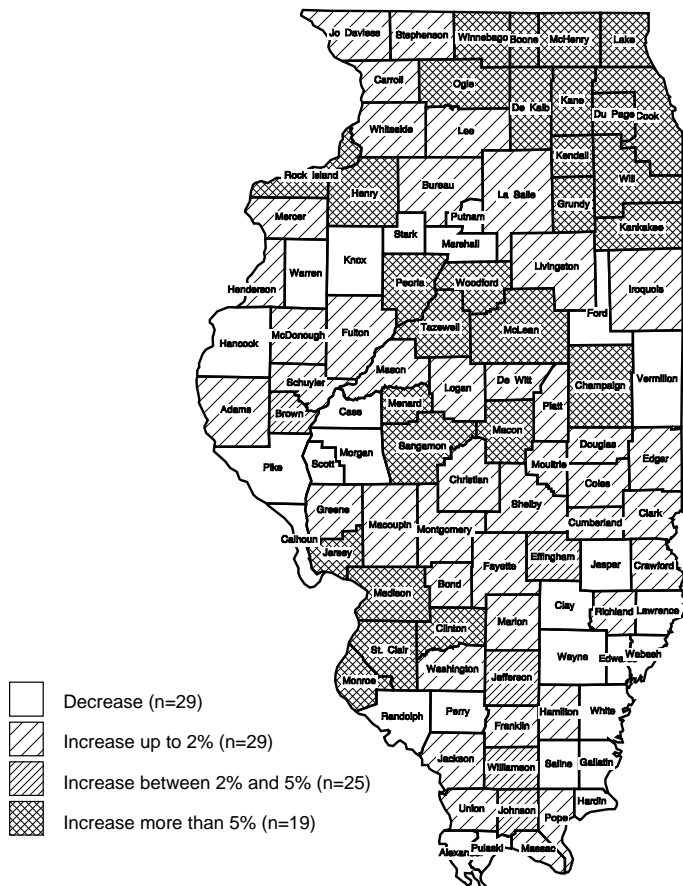 Jo Daviess Stephenson Winnebago Boone McHenry Lake
Carroll Ogle De Kalb Kane Du Page Cook
Whiteside Lee Kendall Will
Rock Island Henry Bureau Putnam La Salle Grundy Kankakee
Mercer Stark Marshall
Henderson Warren Knox Peoria Woodford Livingston Ford Iroquois
Hancock McDonough Fulton Tazewell McLean Vermilion
Schuyler Mason Logan De Witt Champaign
Adams Brown Cass Menard Macon Piatt
Pike Scott Morgan Sangamon Christian Moultrie Douglas Edgar
Coles
Greene Macoupin Montgomery Shelby Cumberland Clark
Calhoun Jersey Fayette Effingham Jasper Crawford
Madison Bond Clay Richland Lawrence
St. Clair Clinton Marion Wayne Edwards Wabash
Monroe Washington Jefferson
Randolph Perry Franklin Hamilton White
Jackson Williamson Saline Gallatin
Union Johnson Pope Hardin
Alexander Pulaski Massac
Decrease (n=29)
Increase up to 2% (n=29)
Increase between 2% and 5% (n=25)
Increase more than 5% (n=19)